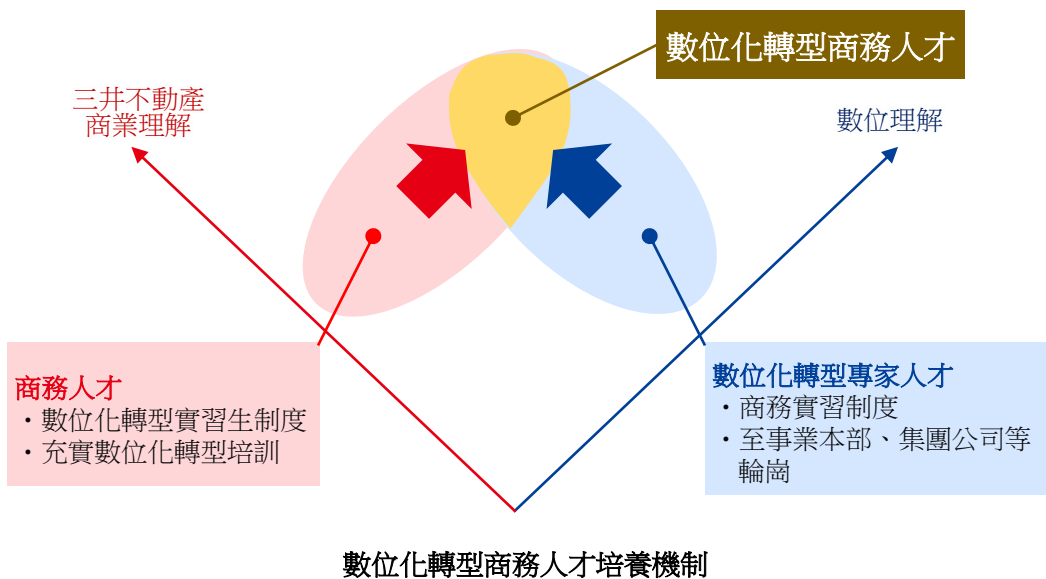 數位化轉型商務人才
三井不動產
商業理解
數位理解
商務人才
・數位化轉型實習生制度
・充實數位化轉型培訓
數位化轉型專家人才
・商務實習制度
・至事業本部、集團公司等
輪崗
數位化轉型商務人才培養機制